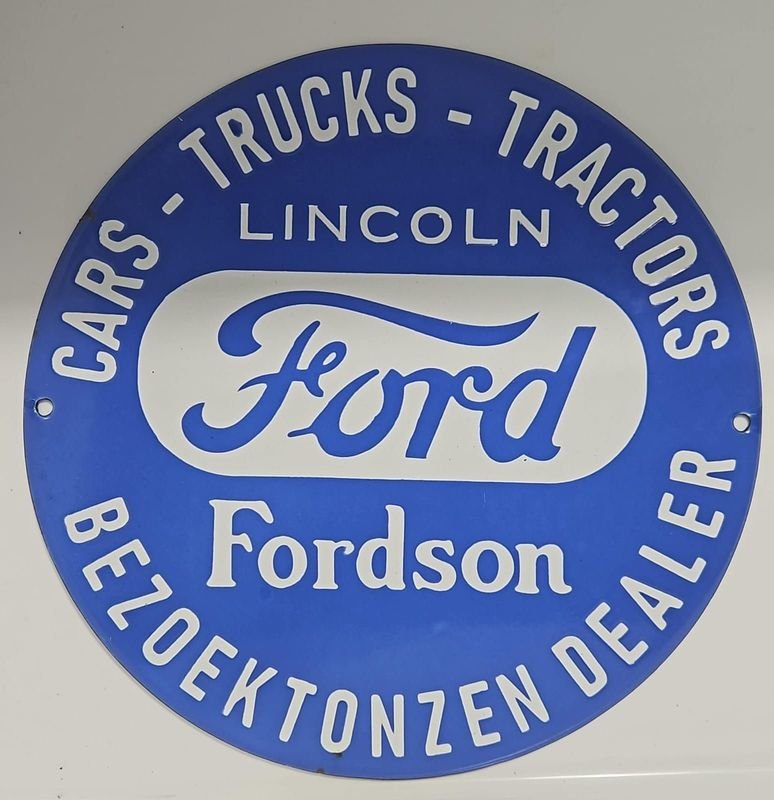 CARS - TRUCKS - TRACTORS
LINCOLN
Ford
Fordson
BEZOEKTONZEN DEALER